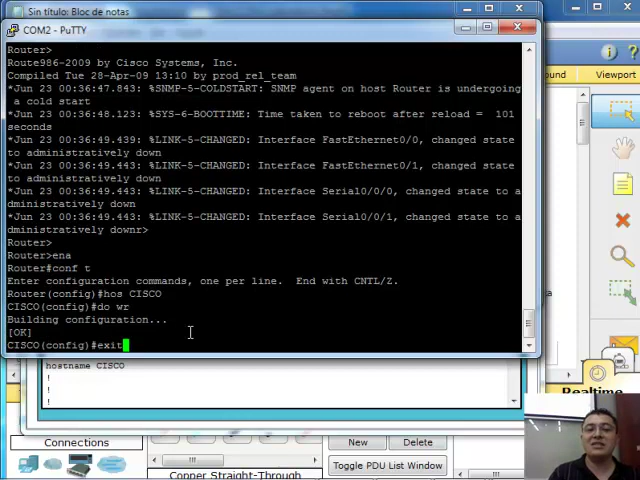 Sin título: Bloc de notas
COM2 - PuTTY
Router>
Route986-2009 by Cisco Systems, Inc.
Compiled Tue 28-Apr-09 13:10 by prod_rel_team
*Jun 23 00:36:47.843: %SNMP-5-COLDSTART: SNMP agent on host Router is undergoing
a cold start
*Jun 23 00:36:48.123: %SYS-6-BOOTTIME: Time taken to reboot after reload =  101
seconds
*Jun 23 00:36:49.439: %LINK-5-CHANGED: Interface FastEthernet0/0, changed state
to administratively down
*Jun 23 00:36:49.443: %LINK-5-CHANGED: Interface FastEthernet0/1, changed state
to administratively down
*Jun 23 00:36:49.443: %LINK-5-CHANGED: Interface Serial0/0/0, changed state to a
dministratively down
*Jun 23 00:36:49.443: %LINK-5-CHANGED: Interface Serial0/0/1, changed state to a
dministratively downr>
Router>
Router>ena
Router#conf t
Enter configuration commands, one per line.  End with CNTL/Z.
Router(config)#hos CISCO
CISCO(config)#do wr
Building configuration...
[OK]
CISCO(config)#exit
hostname CISCO
!
!
!
ound
Viewport
Realtime
Connections
New
Delete
Toggle PDU List Window
Copper Straight-Through